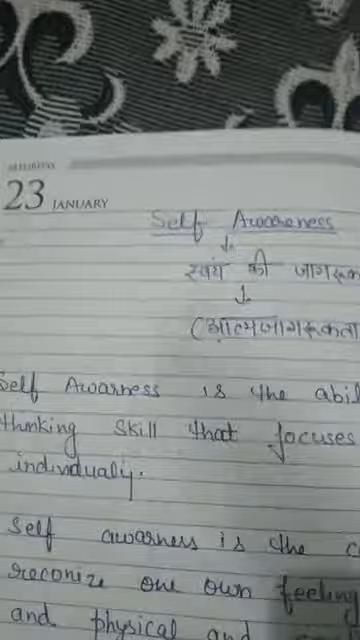 SATURDAY
23 JANUARY
Self Awareness
स्वयं की जागरूक
(आत्मजागरूकता
Self Awarness is the abil
thinking skill that focuses
individualy.
Self awarness is the c
reconize one own feeling
and physical and